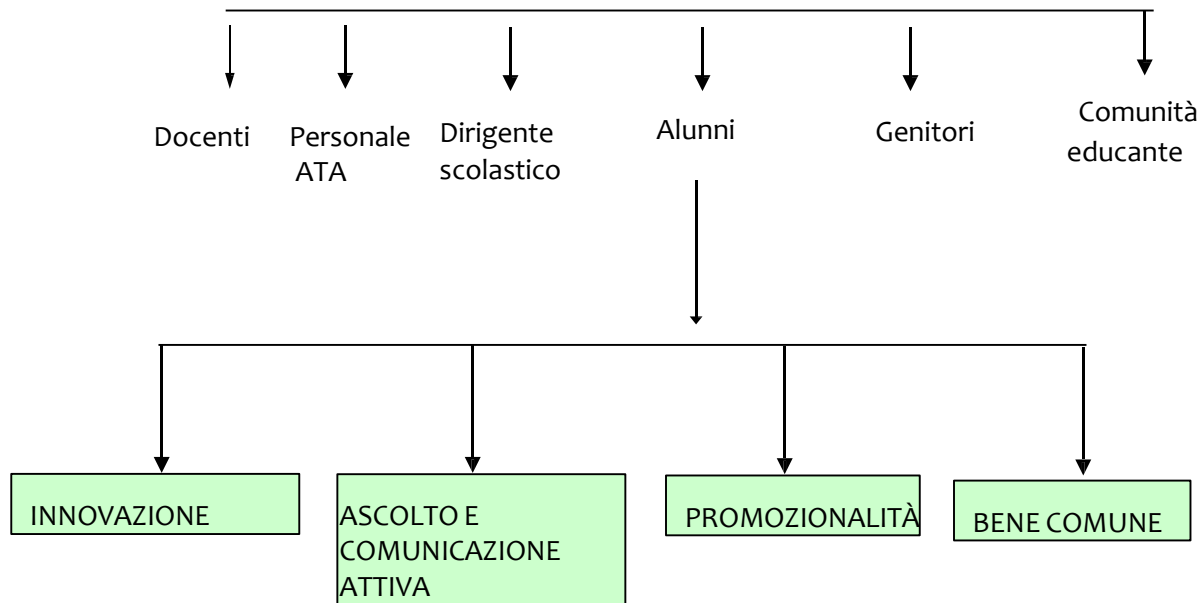 Docenti
Personale
ATA
Dirigente
scolastico
Alunni
Genitori
Comunità
educante
INNOVAZIONE
ASCOLTO E
COMUNICAZIONE
ATTIVA
PROMOZIONALITÀ
BENE COMUNE